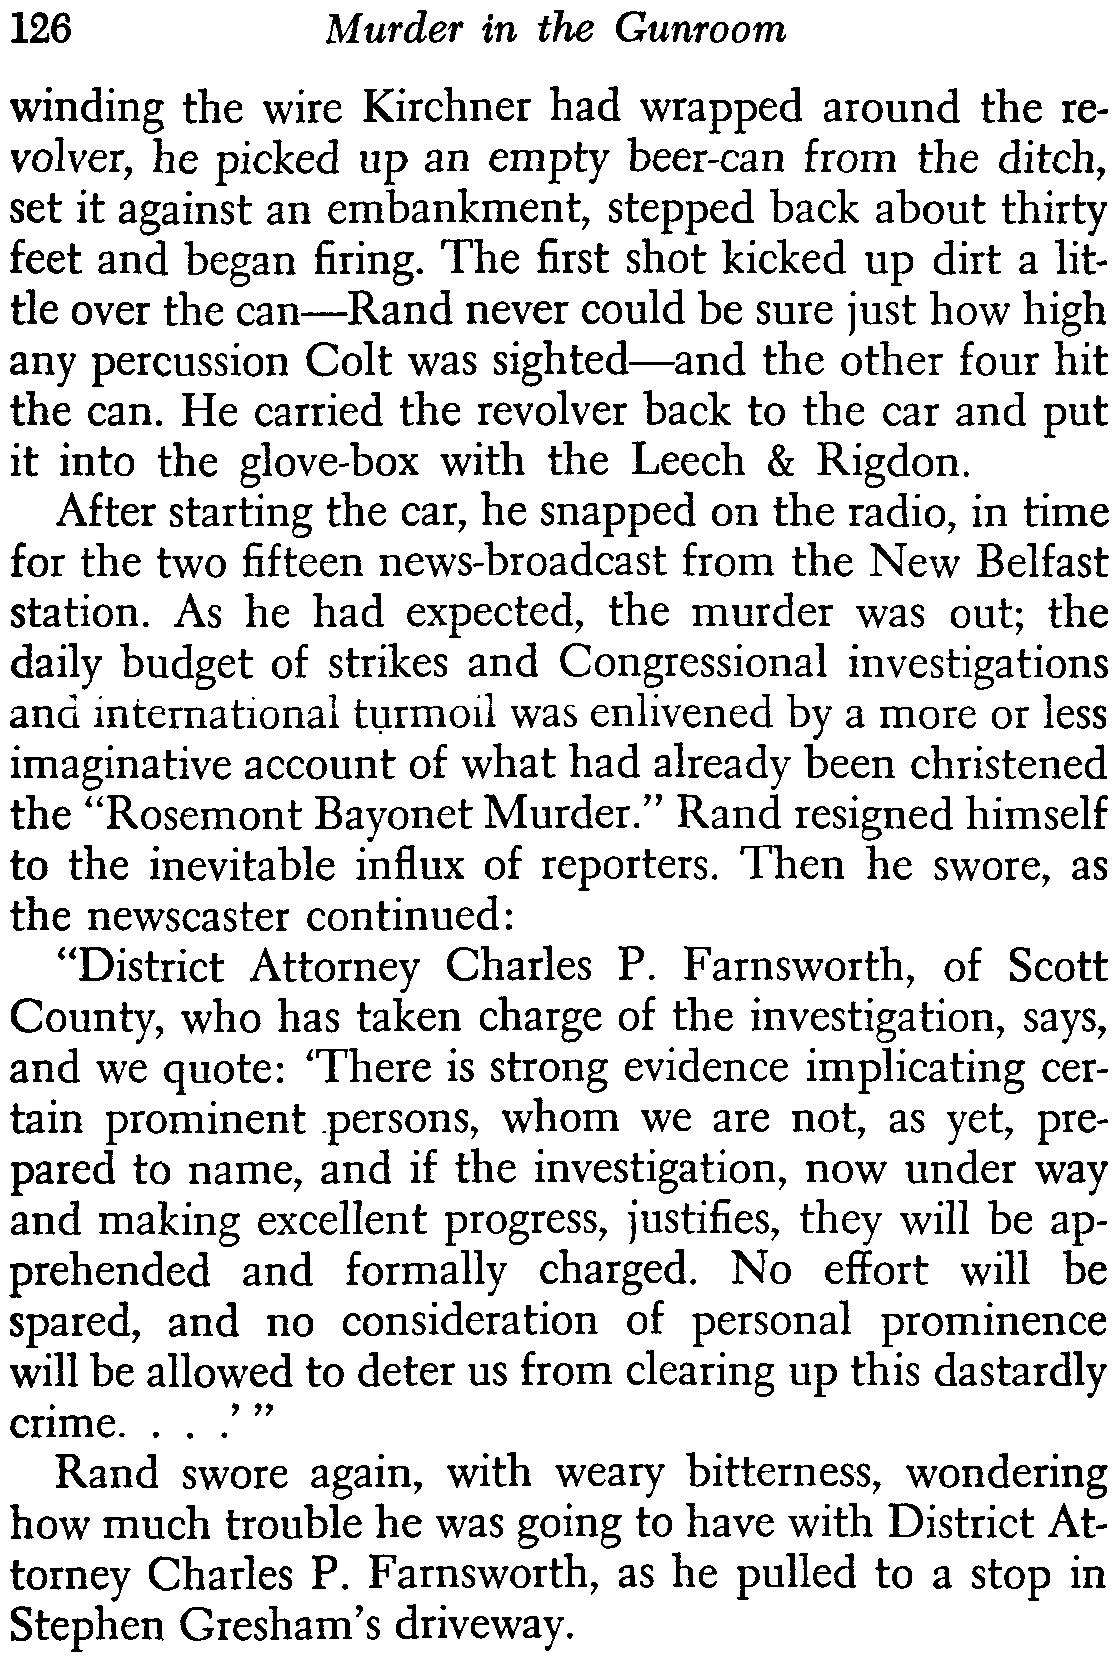 126 Murder in the Gunroom
winding the wire Kirchner had wrapped around the re-
volver, he picked up an empty beer-can from the ditch,
set it against an embankment, stepped back about thirty
feet and began firing. The first shot kicked up dirt a lit-
tle over the can—Rand never could be sure just how high
any percussion Colt was sighted—and the other four hit
the can. He carried the revolver back to the car and put
it into the glove-box with the Leech & Rigdon.
After starting the car, he snapped on the radio, in time
for the two fifteen news-broadcast from the New Belfast
station. As he had expected, the murder was out; the
daily budget of strikes and Congressional investigations
and international turmoil was enlivened by a more or less
imaginative account of what had already been christened
the “Rosemont Bayonet Murder.” Rand resigned himself
to the inevitable influx of reporters. Then he swore, as
the newscaster continued:
“District Attorney Charles P. Farnsworth, of Scott
County, who has taken charge of the investigation, says,
and we quote: ‘There is strong evidence implicating cer-
tain prominent persons, whom we are not, as yet, pre-
pared to name, and if the investigation, now under way
and making excellent progress, justifies, they will be ap-
prehended and formally charged. No effort will be
spared, and no consideration of personal prominence
will be allowed to deter us from clearing up this dastardly
crime. . . .’ ”
Rand swore again, with weary bitterness, wondering
how much trouble he was going to have with District At-
torney Charles P. Farnsworth, as he pulled to a stop in
Stephen Gresham’s driveway.